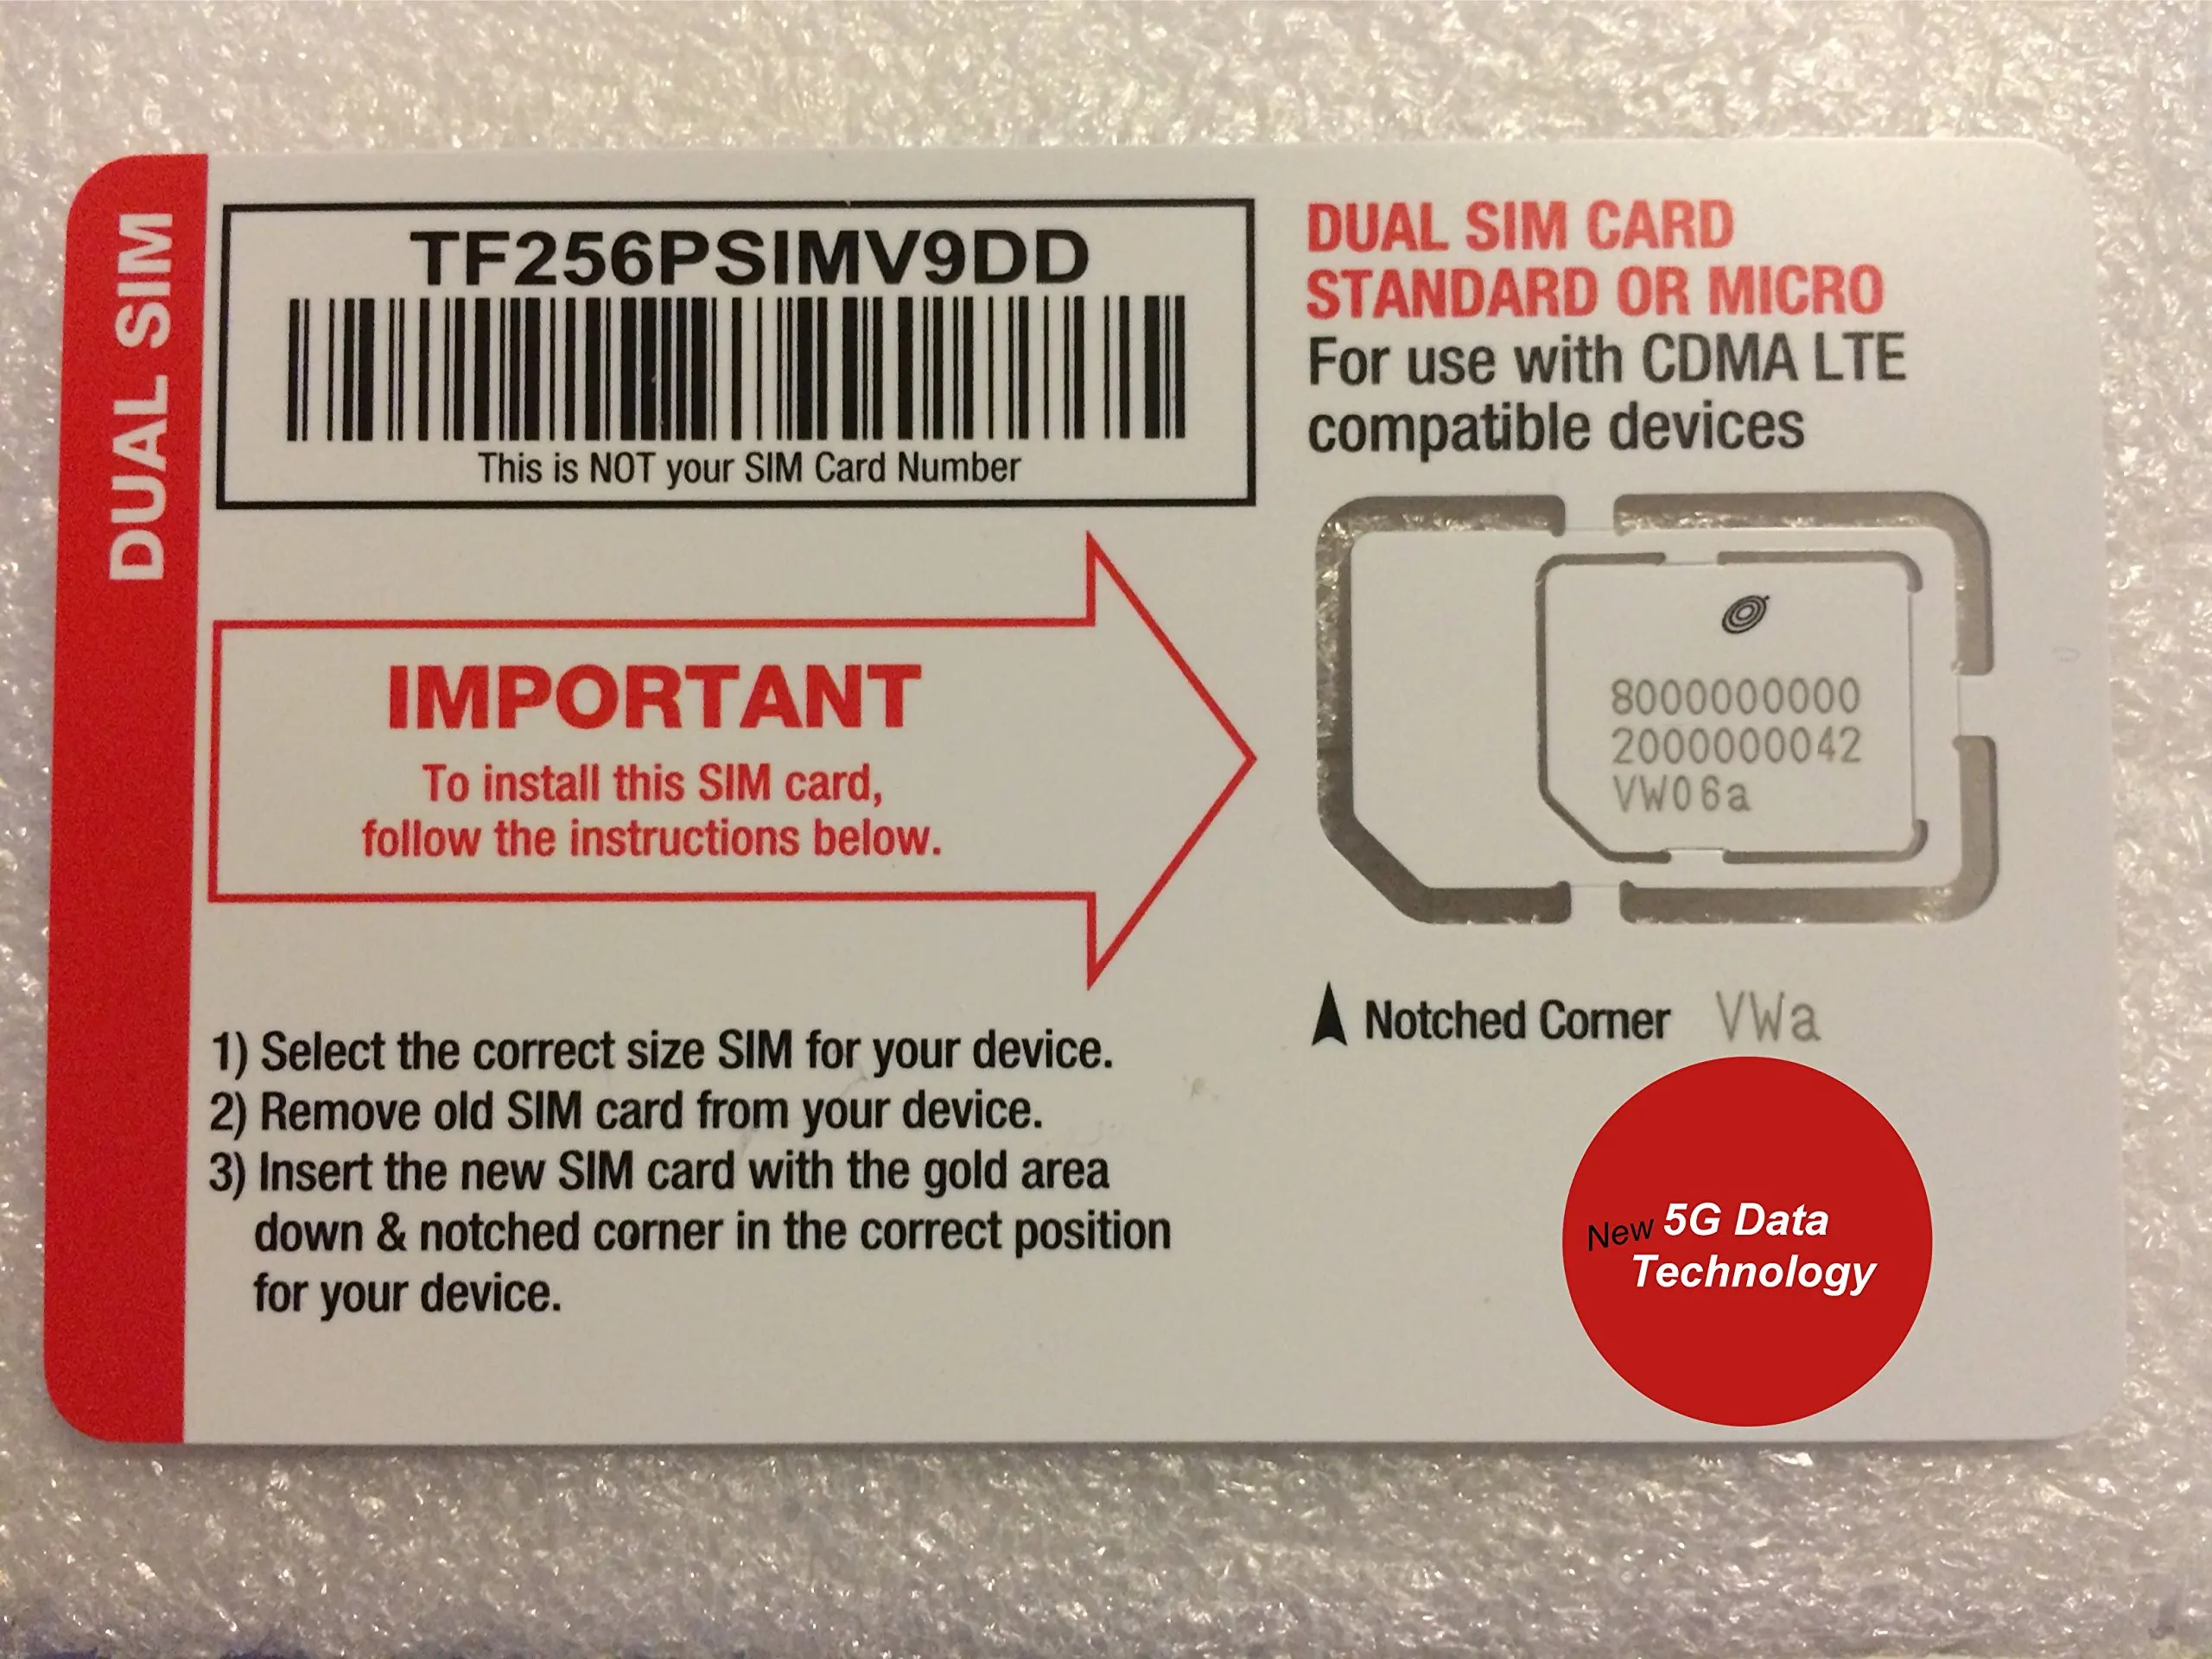 DUAL SIM
TF256PSIMV9DD
This is NOT your SIM Card Number
DUAL SIM CARD
STANDARD OR MICRO
For use with CDMA LTE
compatible devices
IMPORTANT
To install this SIM card,
follow the instructions below.
8000000000
2000000042
VW06a
Notched Corner VWa
1) Select the correct size SIM for your device.
2) Remove old SIM card from your device.
3) Insert the new SIM card with the gold area
down & notched corner in the correct position
for your device.
New 5G Data
Technology